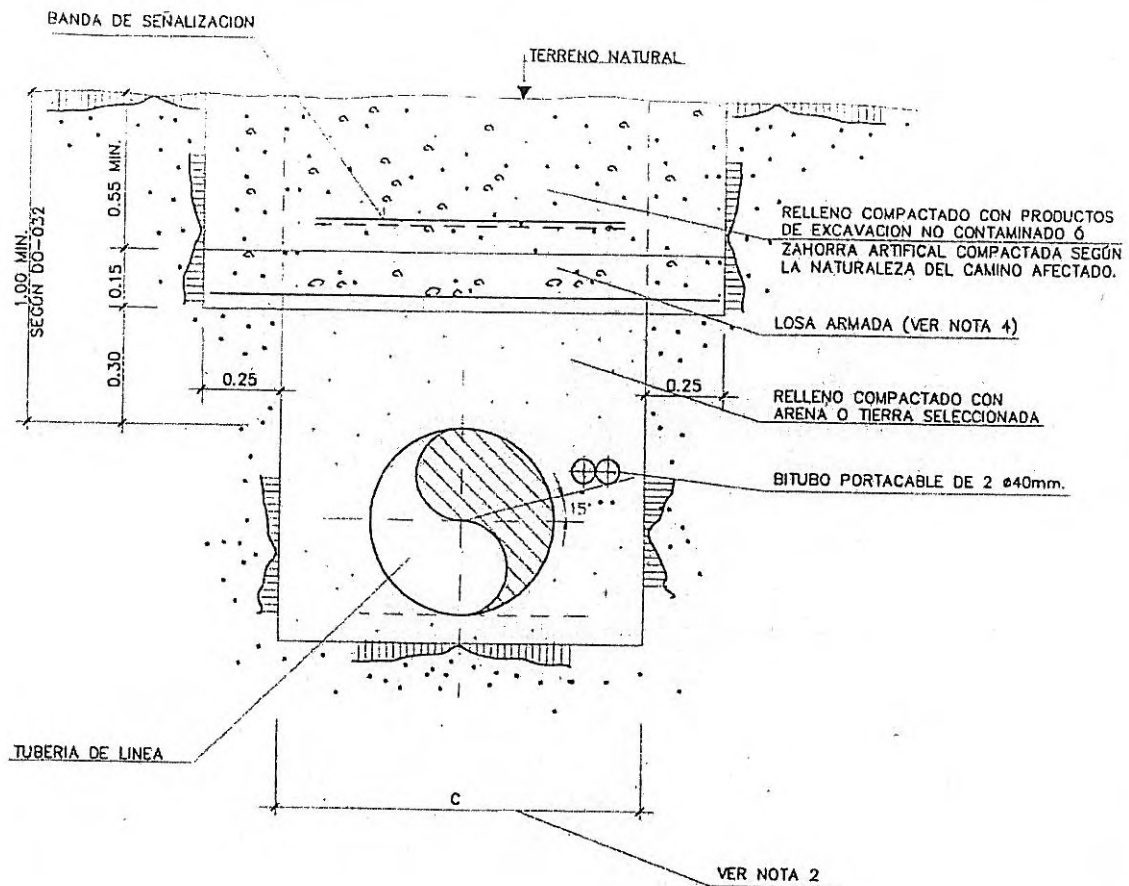 BANDA DE SEÑALIZACION
TERRENO NATURAL
1.00 MIN.
SEGÚN DO-032
0.55 MIN.
0.15
0.30
0.25
0.25
RELLENO COMPACTADO CON PRODUCTOS
DE EXCAVACION NO CONTAMINADO Ó
ZAHORRA ARTIFICAL COMPACTADA SEGÚN
LA NATURALEZA DEL CAMINO AFECTADO.
LOSA ARMADA (VER NOTA 4)
RELLENO COMPACTADO CON
ARENA O TIERRA SELECCIONADA
BITUBO PORTACABLE DE 2 ø40mm.
15°
TUBERIA DE LINEA
C
VER NOTA 2